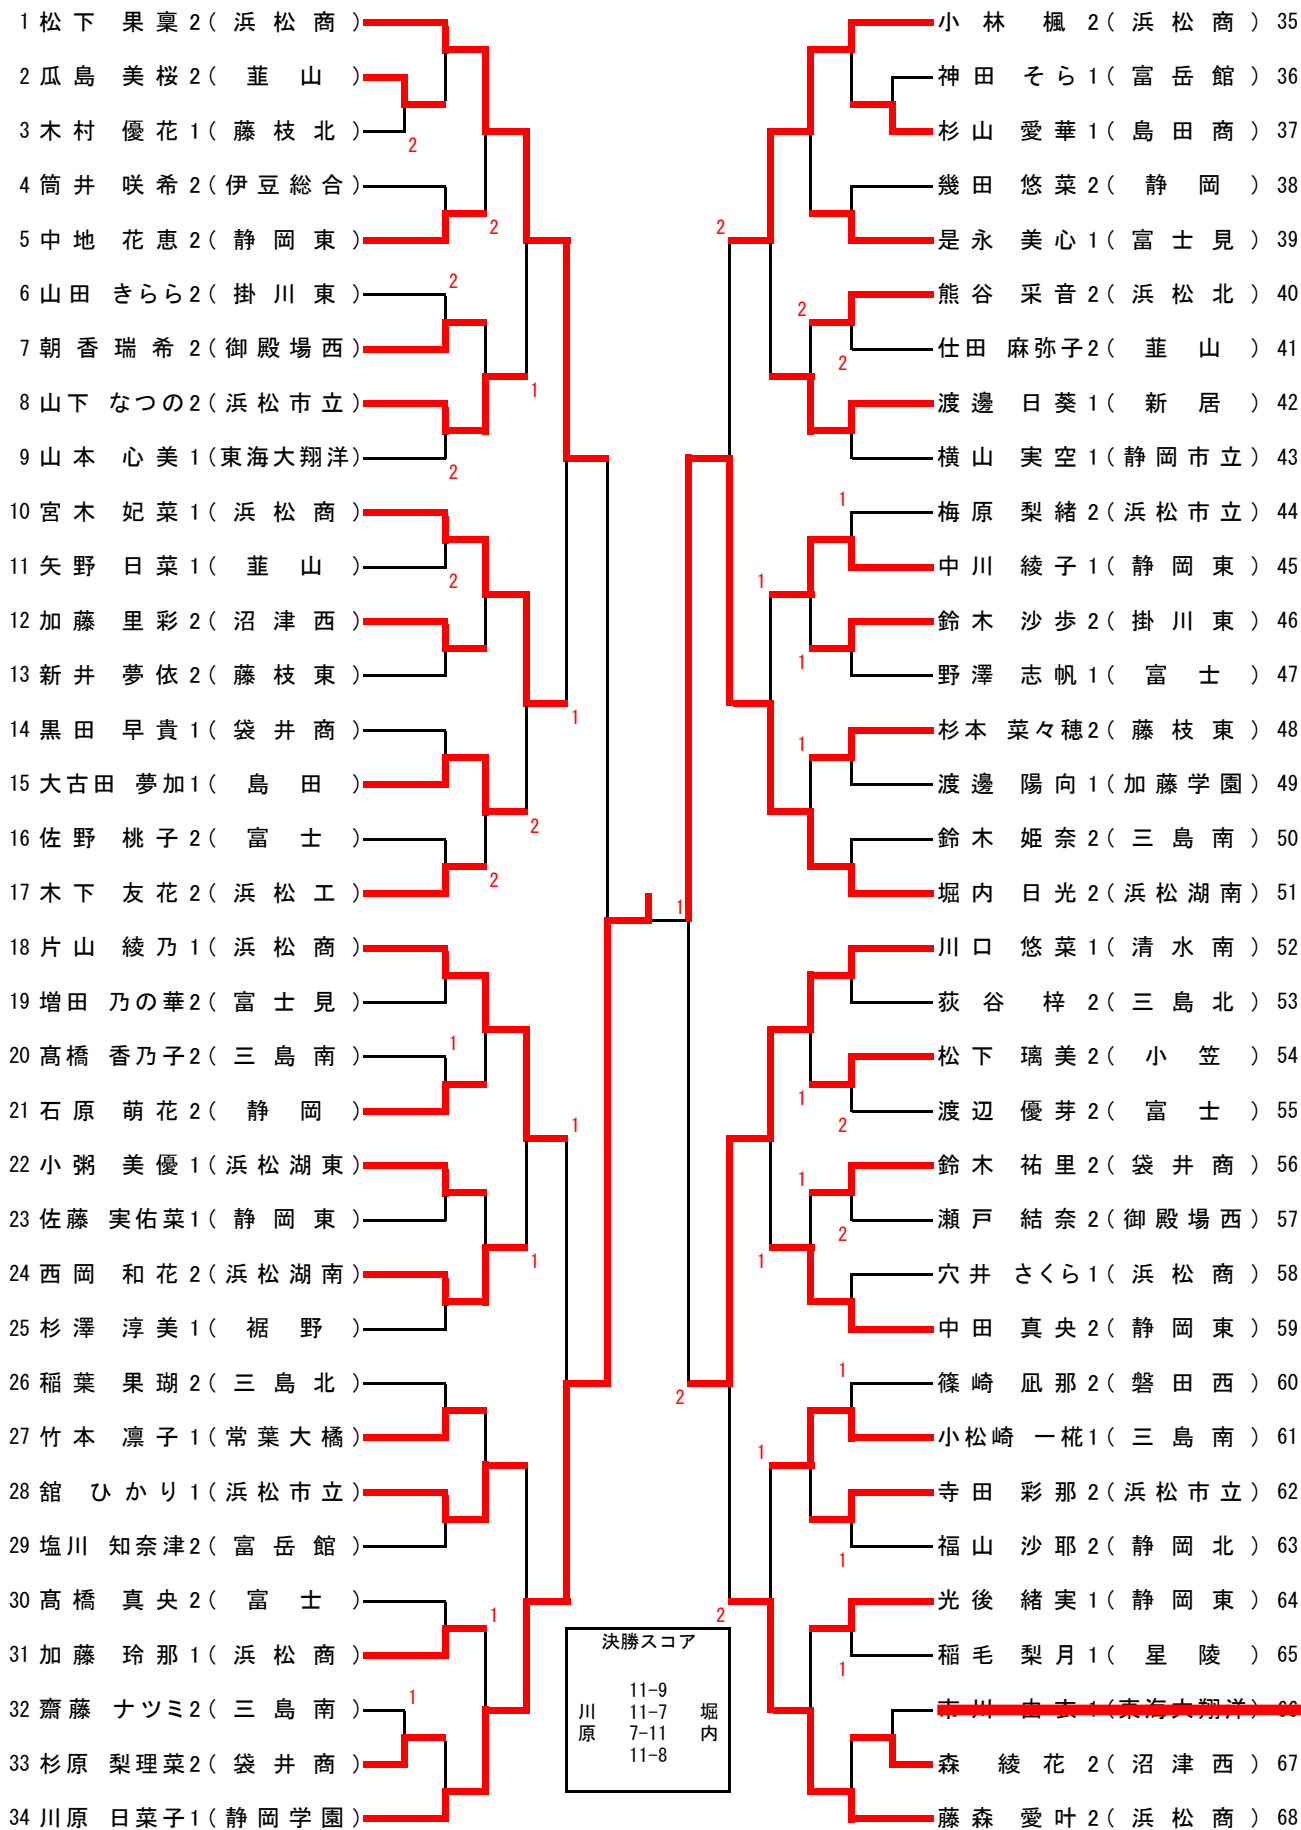 1 松下 果稟 2 ( 浜松商 )
2 瓜島 美桜 2 ( 韮山 )
3 木村 優花 1 ( 藤枝北 )
2
4 筒井 咲希 2 ( 伊豆総合 )
5 中地 花恵 2 ( 静岡東 )
2
6 山田 きらら 2 ( 掛川東 )
2
7 朝香 瑞希 2 ( 御殿場西 )
8 山下 なつの 2 ( 浜松市立 )
1
9 山本 心美 1 ( 東海大翔洋 )
2
10 宮木 妃菜 1 ( 浜松商 )
11 矢野 日菜 1 ( 韮山 )
2
12 加藤 里彩 2 ( 沼津西 )
13 新井 夢依 2 ( 藤枝東 )
1
14 黒田 早貴 1 ( 袋井商 )
15 大古田 夢加 1 ( 島田 )
2
16 佐野 桃子 2 ( 富士 )
17 木下 友花 2 ( 浜松工 )
2
18 片山 綾乃 1 ( 浜松商 )
19 増田 乃の華 2 ( 富士見 )
1
20 髙橋 香乃子 2 ( 三島南 )
21 石原 萌花 2 ( 静岡 )
1
22 小粥 美優 1 ( 浜松湖東 )
23 佐藤 実佑菜 1 ( 静岡東 )
1
24 西岡 和花 2 ( 浜松湖南 )
25 杉澤 淳美 1 ( 裾野 )
26 稲葉 果瑚 2 ( 三島北 )
27 竹本 凛子 1 ( 常葉大橘 )
28 舘 ひかり 1 ( 浜松市立 )
29 塩川 知奈津 2 ( 富岳館 )
30 髙橋 真央 2 ( 富士 )
1
31 加藤 玲那 1 ( 浜松商 )
1
32 齋藤 ナツミ 2 ( 三島南 )
33 杉原 梨理菜 2 ( 袋井商 )
34 川原 日菜子 1 ( 静岡学園 )
1
決勝スコア
11-9
川 11-7 堀
原 7-11 内
11-8
小林 楓 2 ( 浜松商 ) 35
神田 そら 1 ( 富岳館 ) 36
杉山 愛華 1 ( 島田商 ) 37
幾田 悠菜 2 ( 静岡 ) 38
2
是永 美心 1 ( 富士見 ) 39
熊谷 采音 2 ( 浜松北 ) 40
2
仕田 麻弥子 2 ( 韮山 ) 41
2
渡邊 日葵 1 ( 新居 ) 42
横山 実空 1 ( 静岡市立 ) 43
1
梅原 梨緒 2 ( 浜松市立 ) 44
中川 綾子 1 ( 静岡東 ) 45
1
鈴木 沙歩 2 ( 掛川東 ) 46
1
野澤 志帆 1 ( 富士 ) 47
杉本 菜々穂 2 ( 藤枝東 ) 48
1
渡邊 陽向 1 ( 加藤学園 ) 49
鈴木 姫奈 2 ( 三島南 ) 50
堀内 日光 2 ( 浜松湖南 ) 51
川口 悠菜 1 ( 清水南 ) 52
荻谷 梓 2 ( 三島北 ) 53
松下 璃美 2 ( 小笠 ) 54
1
渡辺 優芽 2 ( 富士 ) 55
2
鈴木 祐里 2 ( 袋井商 ) 56
1
瀬戸 結奈 2 ( 御殿場西 ) 57
2
1
穴井 さくら 1 ( 浜松商 ) 58
中田 真央 2 ( 静岡東 ) 59
1
篠崎 凪那 2 ( 磐田西 ) 60
2
小松崎 一椛 1 ( 三島南 ) 61
1
寺田 彩那 2 ( 浜松市立 ) 62
福山 沙耶 2 ( 静岡北 ) 63
1
光後 緒実 1 ( 静岡東 ) 64
2
稲毛 梨月 1 ( 星陵 ) 65
1
市川 由衣 1 ( 東海大翔洋 ) 66
森 綾花 2 ( 沼津西 ) 67
藤森 愛叶 2 ( 浜松商 ) 68